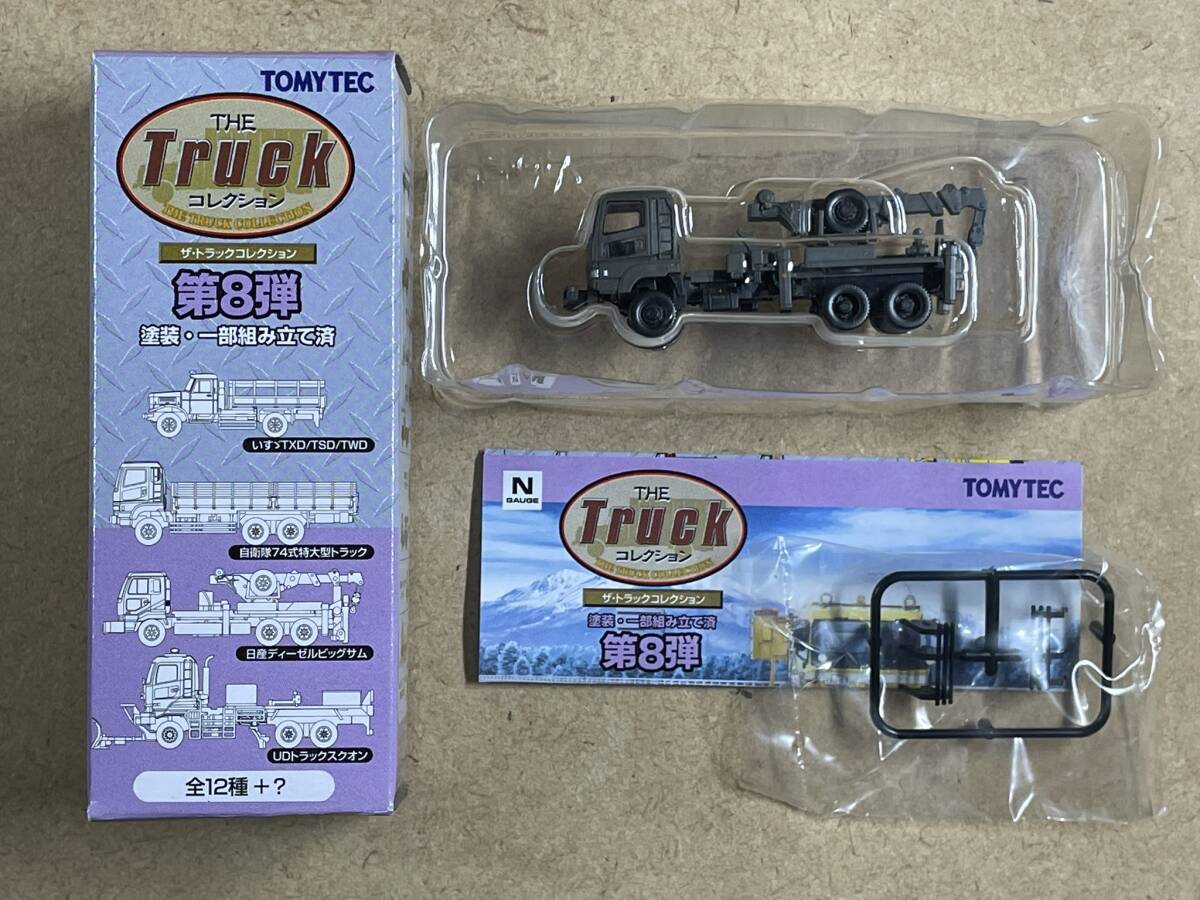 TOMYTEC
THE
Truck
コレクション
THE TRUCK COLLECTION
ザ・トラックコレクション
第8弾
塗装・一部組み立て済
いすゞTXD/TSD/TWD
自衛隊74式特大型トラック
日産ディーゼルビッグサム
UDトラックスクオン
全12種+?
N
GAUGE
TOMYTEC
THE
Truck
コレクション
THE TRUCK COLLECTION
ザ・トラックコレクション
塗装・一部組み立て済
第8弾